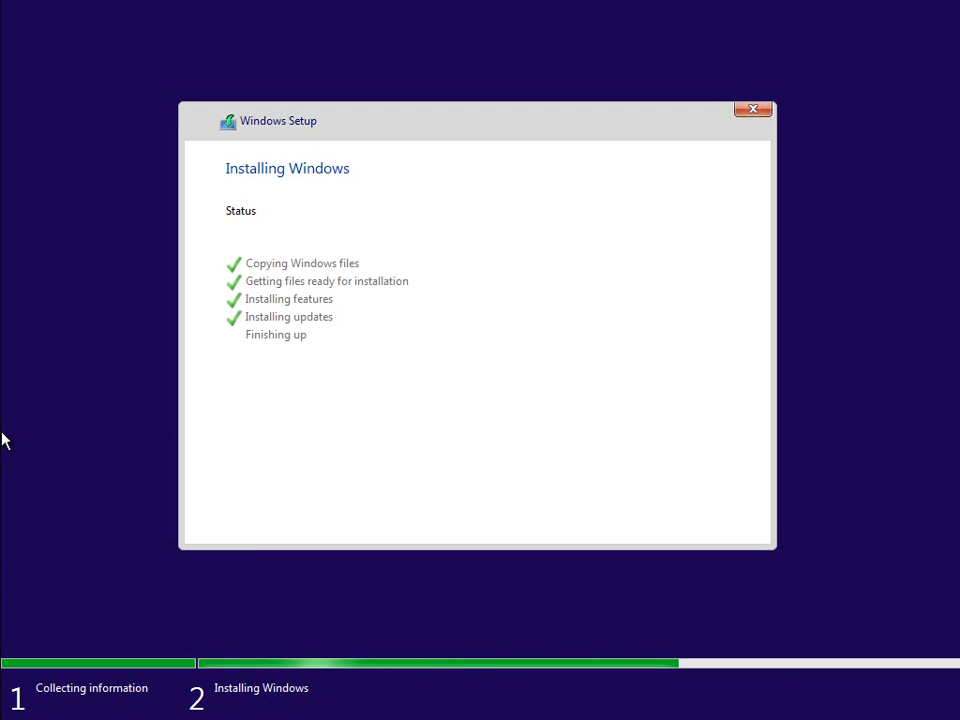 Windows Setup
Installing Windows
Status
Copying Windows files
Getting files ready for installation
Installing features
Installing updates
Finishing up
1 Collecting information
2 Installing Windows